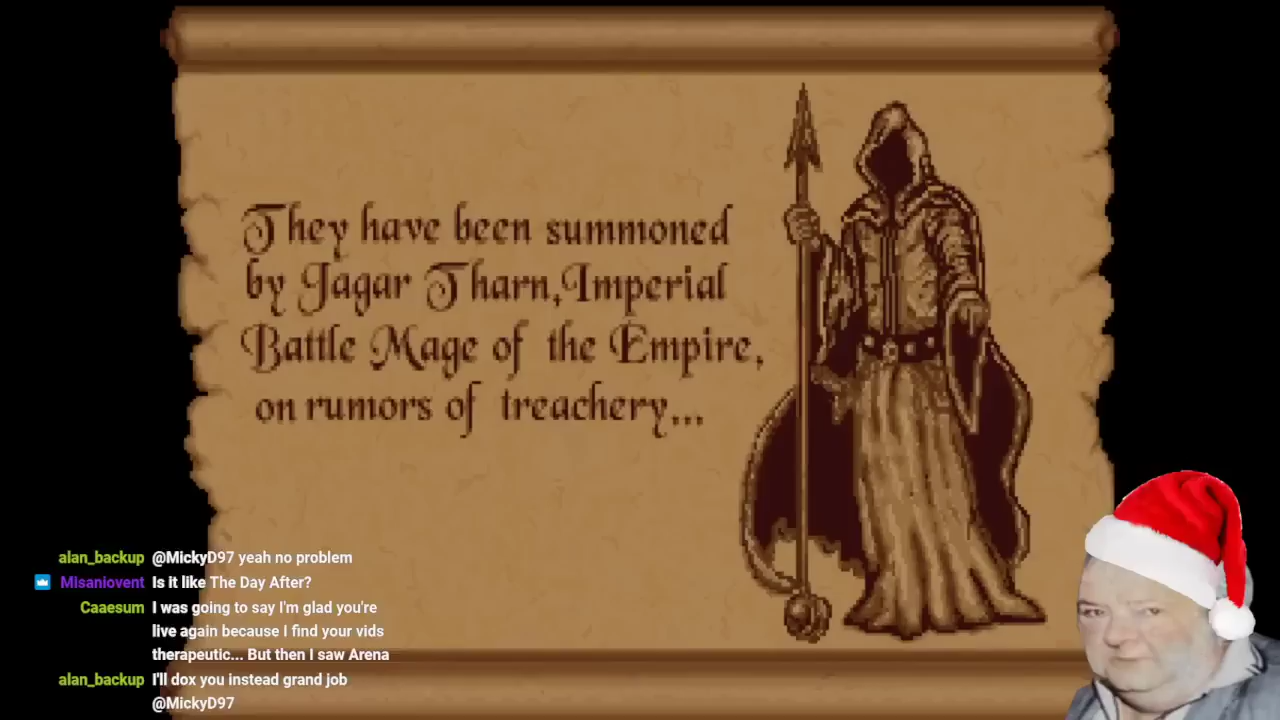 They have been summoned
by Jagar Tharn,Imperial
Battle Mage of the Empire,
on rumors of treachery...
alan_backup @MickyD97 yeah no problem
Misaniovent Is it like The Day After?
Caaesum I was going to say I'm glad you're
live again because I find your vids
therapeutic... But then I saw Arena
alan_backup I'll dox you instead grand job
@MickyD97